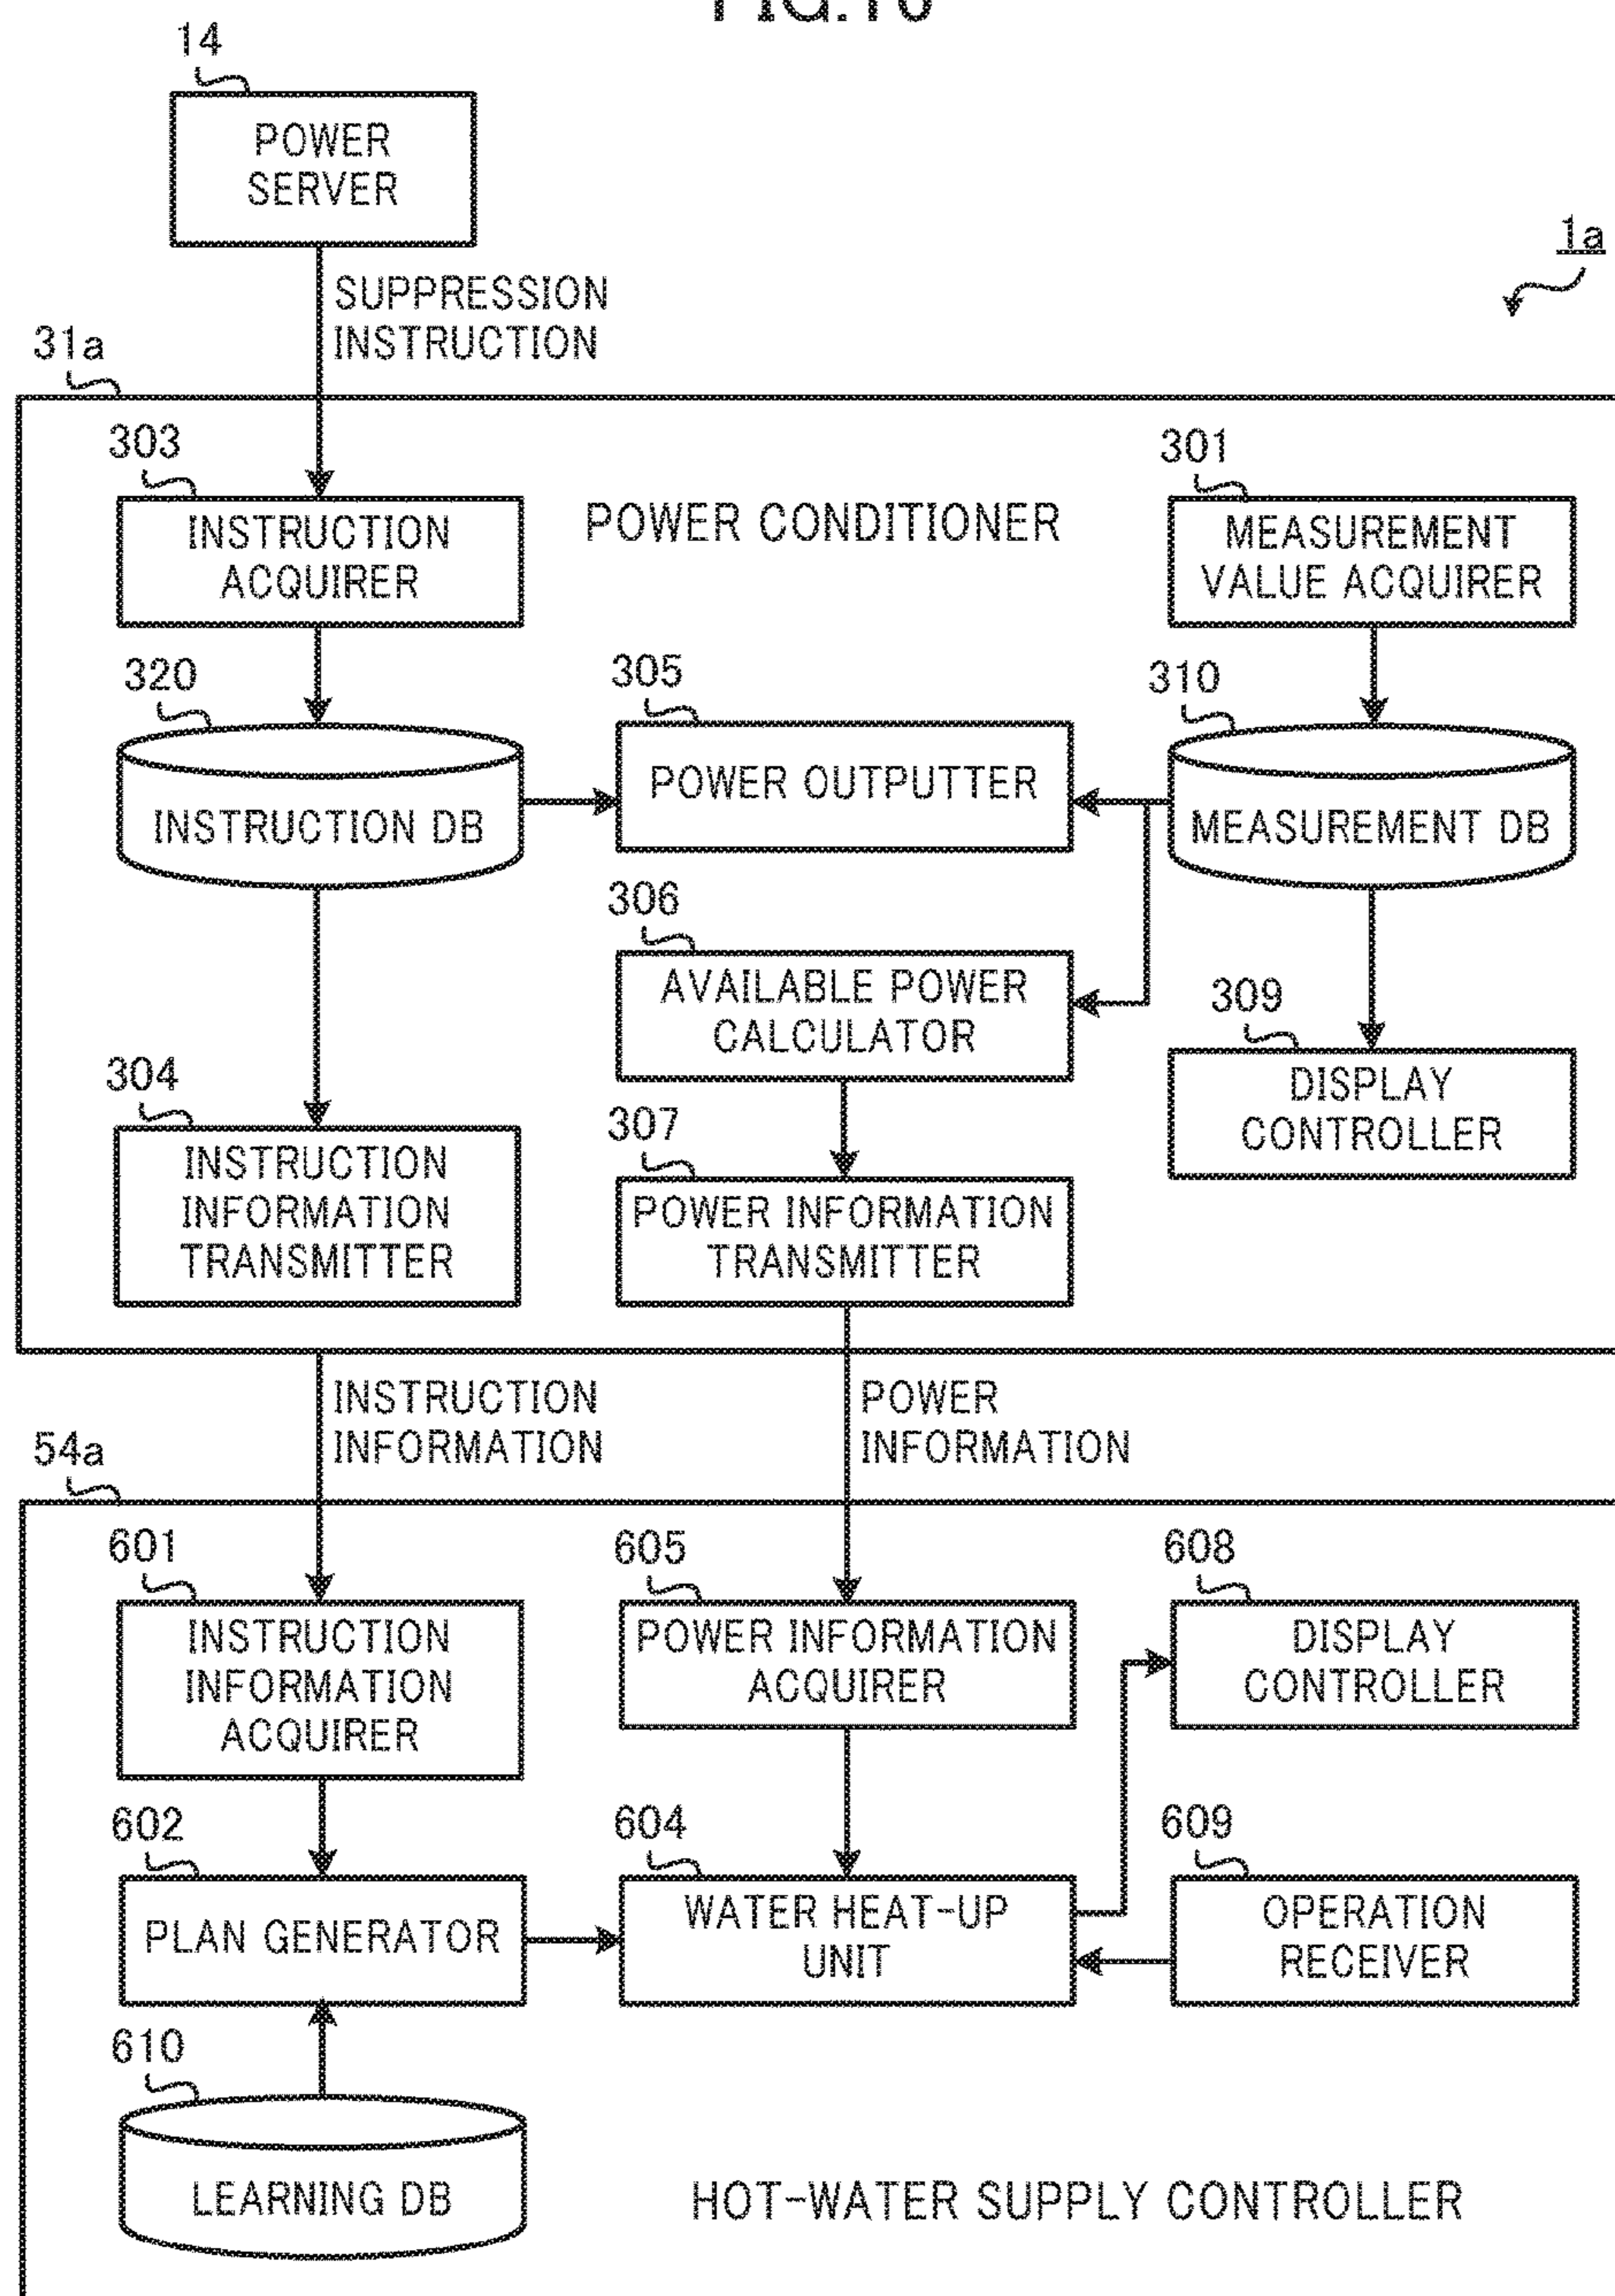 14
POWER
SERVER
1a
SUPPRESSION
INSTRUCTION
31a
303
INSTRUCTION
ACQUIRER
POWER CONDITIONER
301
MEASUREMENT
VALUE ACQUIRER
320
INSTRUCTION DB
305
POWER OUTPUTTER
310
MEASUREMENT DB
306
AVAILABLE POWER
CALCULATOR
309
DISPLAY
CONTROLLER
304
INSTRUCTION
INFORMATION
TRANSMITTER
307
POWER INFORMATION
TRANSMITTER
INSTRUCTION
INFORMATION
POWER
INFORMATION
54a
601
INSTRUCTION
INFORMATION
ACQUIRER
605
POWER INFORMATION
ACQUIRER
608
DISPLAY
CONTROLLER
602
PLAN GENERATOR
604
WATER HEAT-UP
UNIT
609
OPERATION
RECEIVER
610
LEARNING DB
HOT-WATER SUPPLY CONTROLLER